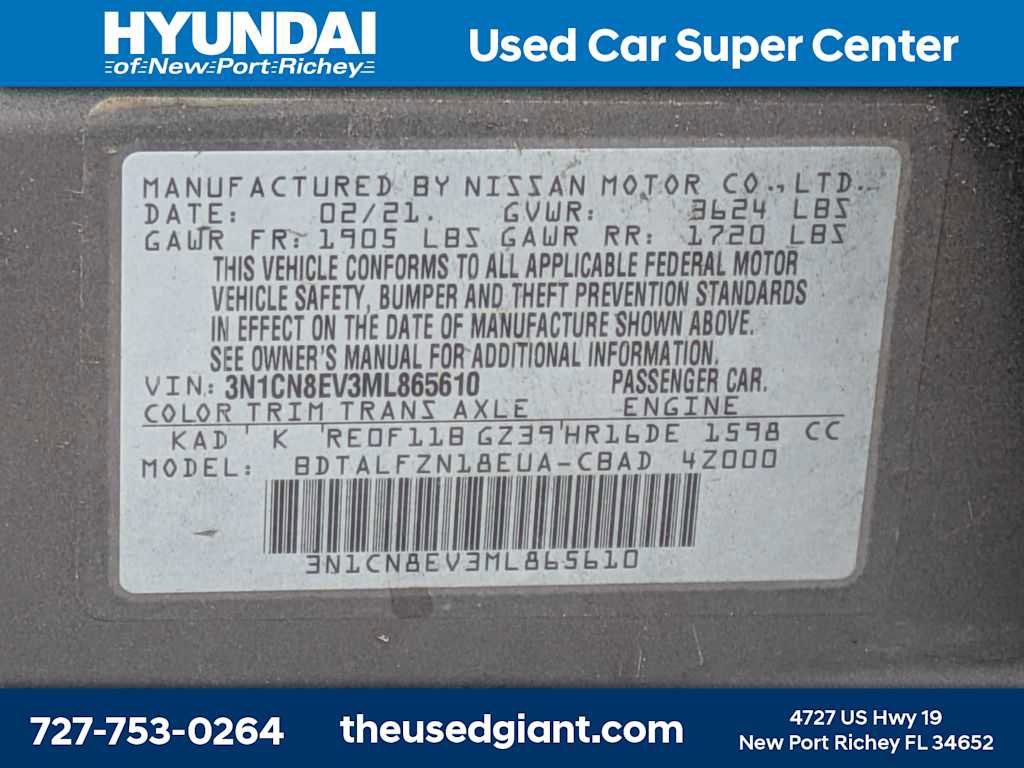 HYUNDAI
of New Port Richey
Used Car Super Center
MANUFACTURED BY NISSAN MOTOR CO., LTD.
DATE: 02/21. GVWR: 3624 LBS
GAWR FR: 1905 LBS GAWR RR: 1720 LBS
THIS VEHICLE CONFORMS TO ALL APPLICABLE FEDERAL MOTOR
VEHICLE SAFETY, BUMPER AND THEFT PREVENTION STANDARDS
IN EFFECT ON THE DATE OF MANUFACTURE SHOWN ABOVE.
SEE OWNER'S MANUAL FOR ADDITIONAL INFORMATION.
VIN: 3N1CN8EV3ML865610 PASSENGER CAR.
COLOR TRIM TRANS AXLE ENGINE
KAD ' K ' RE0F11B GZ39'HR16DE 1598 CC
MODEL: BDTALFZN18EUA-CBAD 4Z000
3N1CN8EV3ML865610
727-753-0264
theusedgiant.com
4727 US Hwy 19
New Port Richey FL 34652